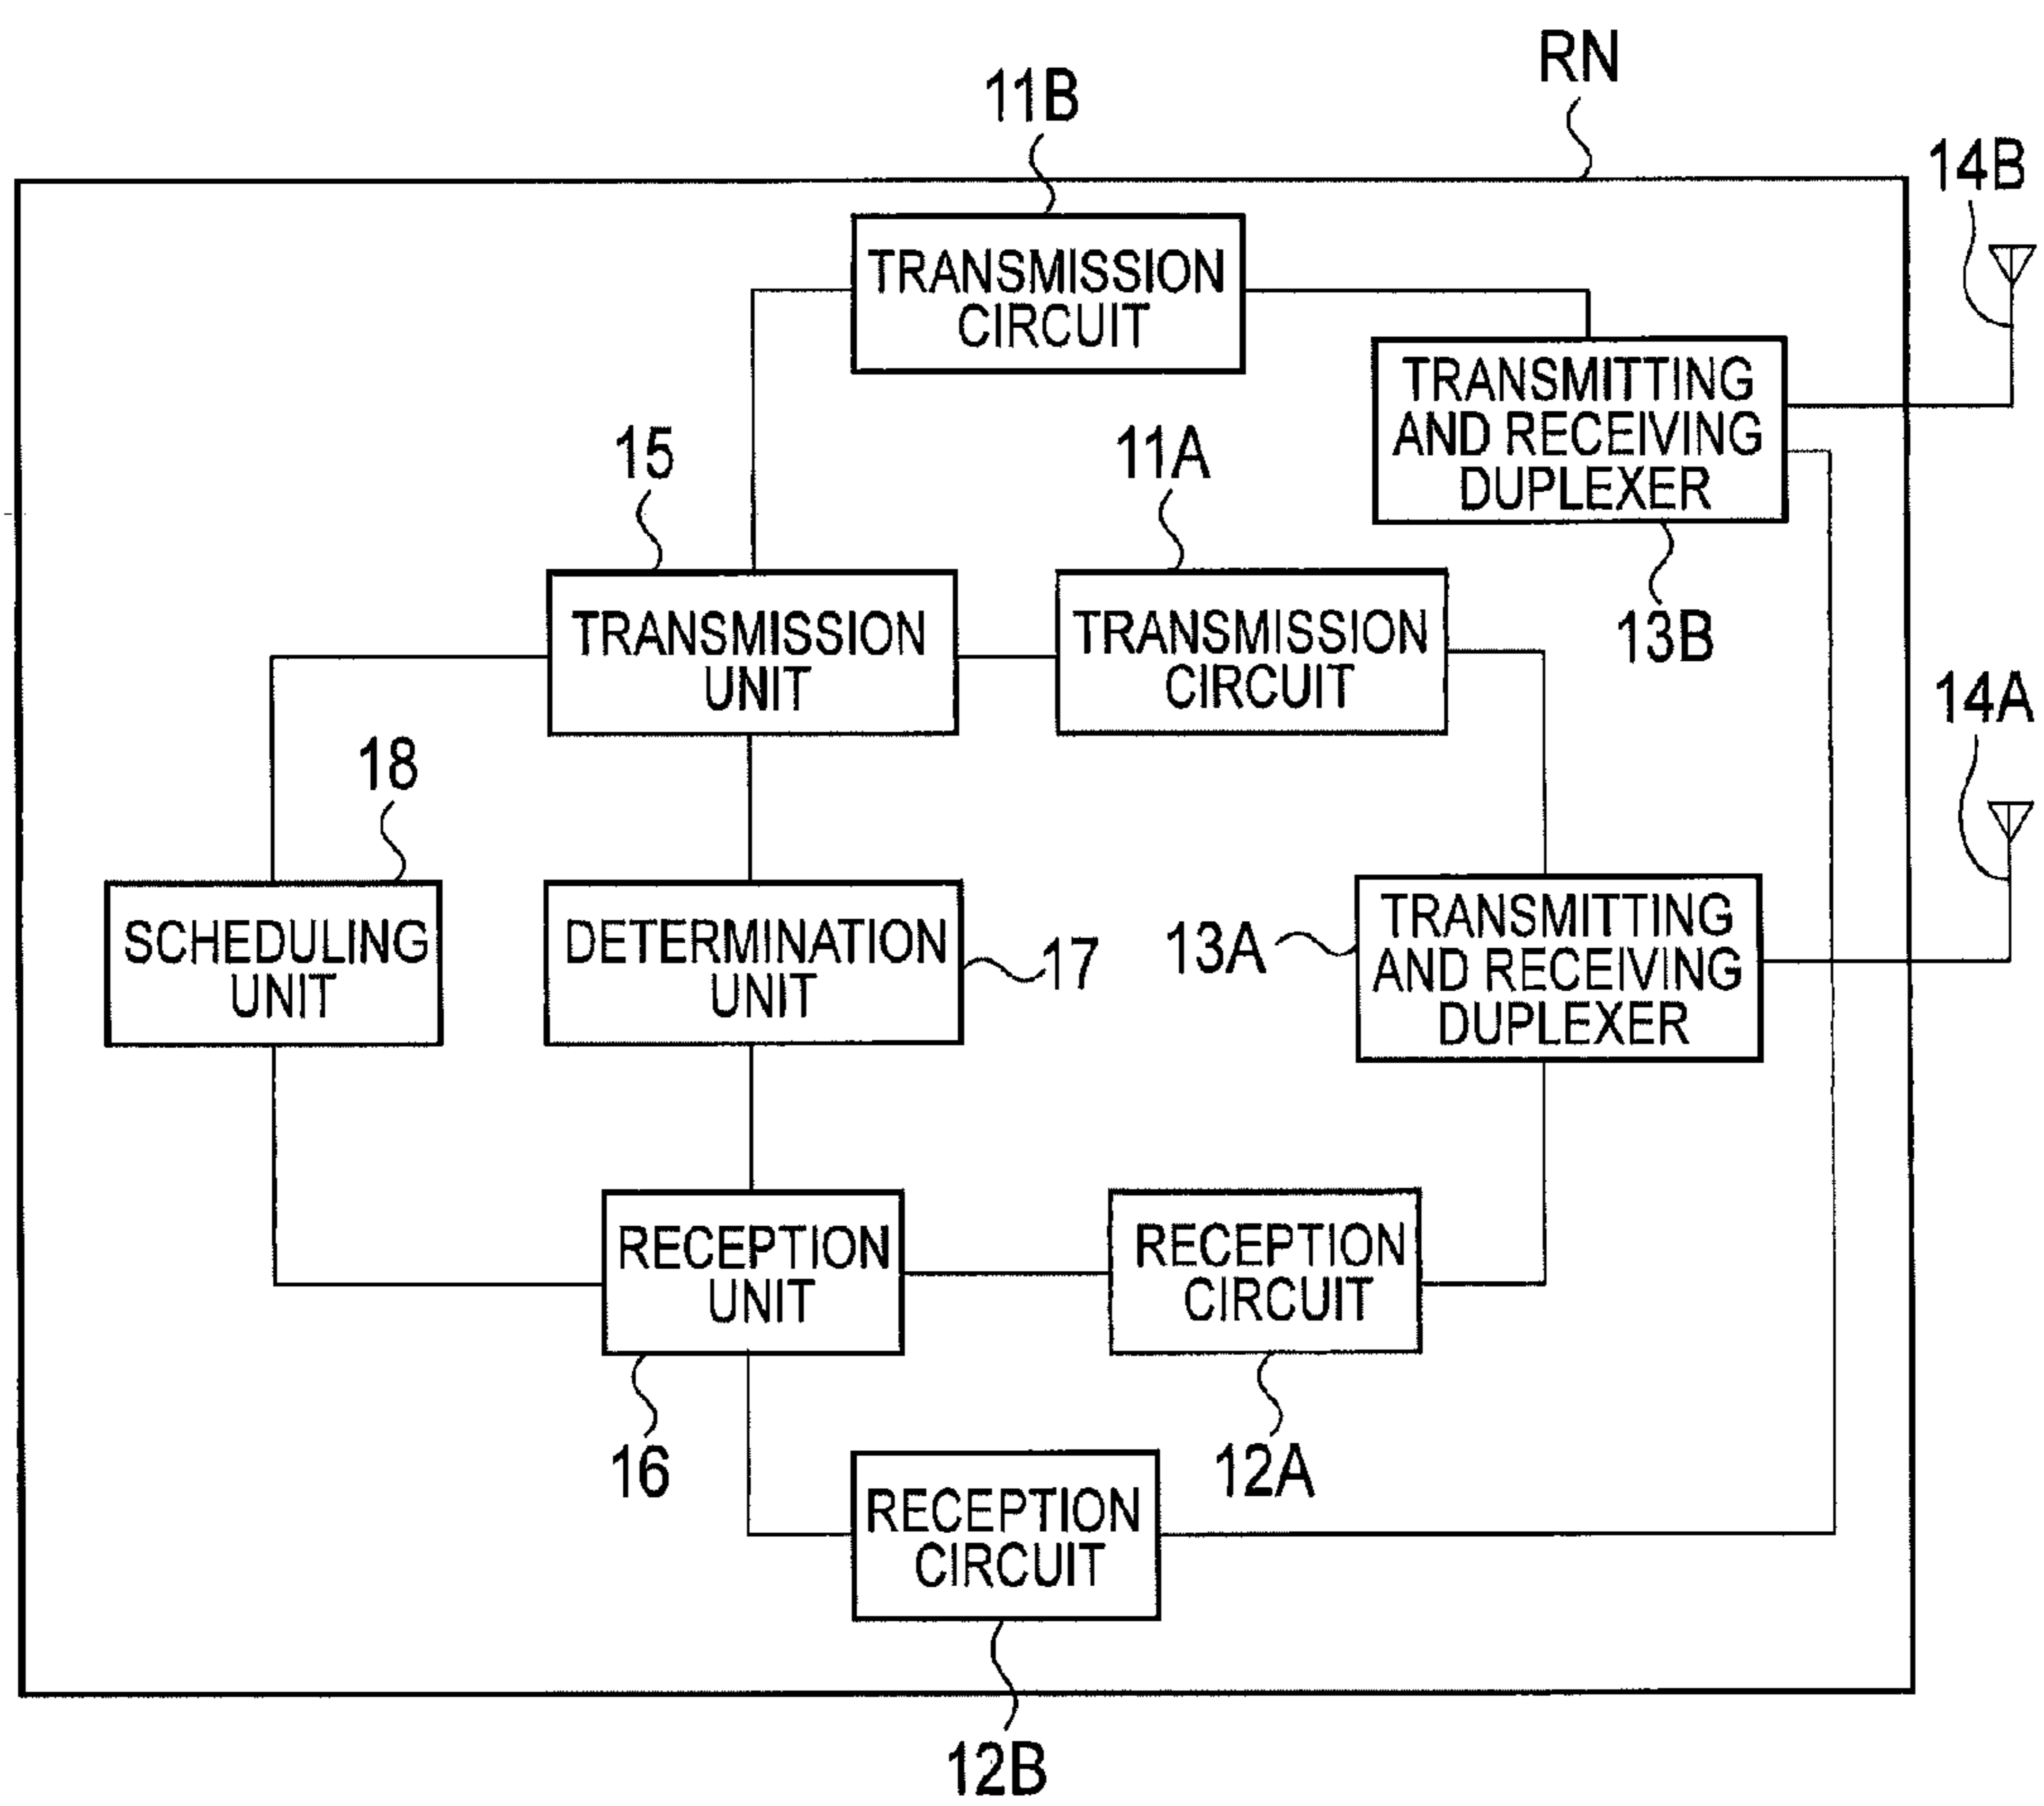 RN
11B
14B
TRANSMISSION
CIRCUIT
TRANSMITTING
AND RECEIVING
DUPLEXER
15
11A
13B
TRANSMISSION
UNIT
TRANSMISSION
CIRCUIT
14A
18
SCHEDULING
UNIT
DETERMINATION
UNIT
17
13A
TRANSMITTING
AND RECEIVING
DUPLEXER
RECEPTION
UNIT
RECEPTION
CIRCUIT
16
12A
RECEPTION
CIRCUIT
12B